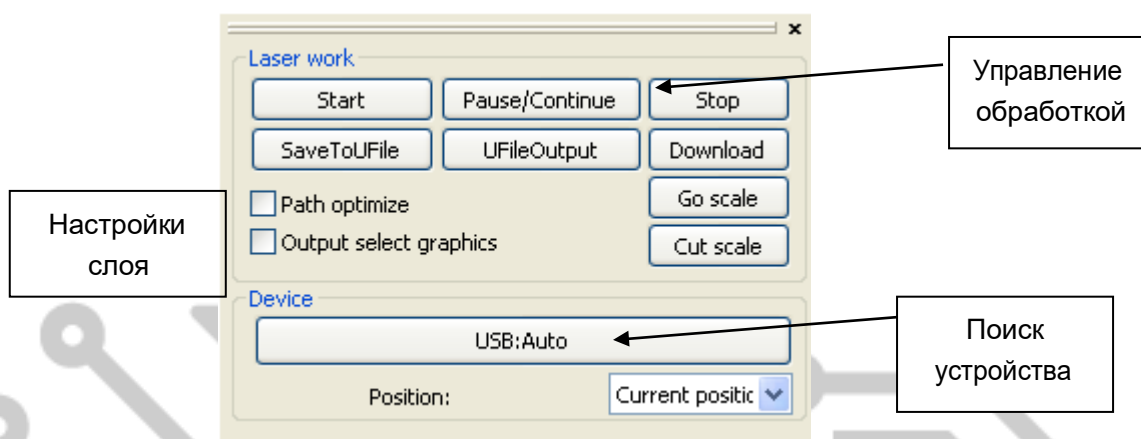 x
Laser work
Start Pause/Continue Stop
SaveToUFile UFileOutput Download
Path optimize Go scale
Output select graphics Cut scale
Device
USB:Auto
Position: Current positic
Управление
обработкой
Настройки
слоя
Поиск
устройства